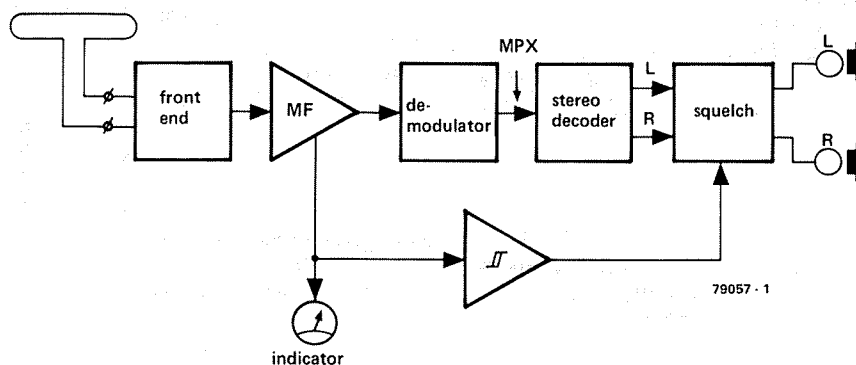 front
end
MF
de-
modulator
MPX
stereo
decoder
L
R
squelch
L
R
indicator
79057 - 1